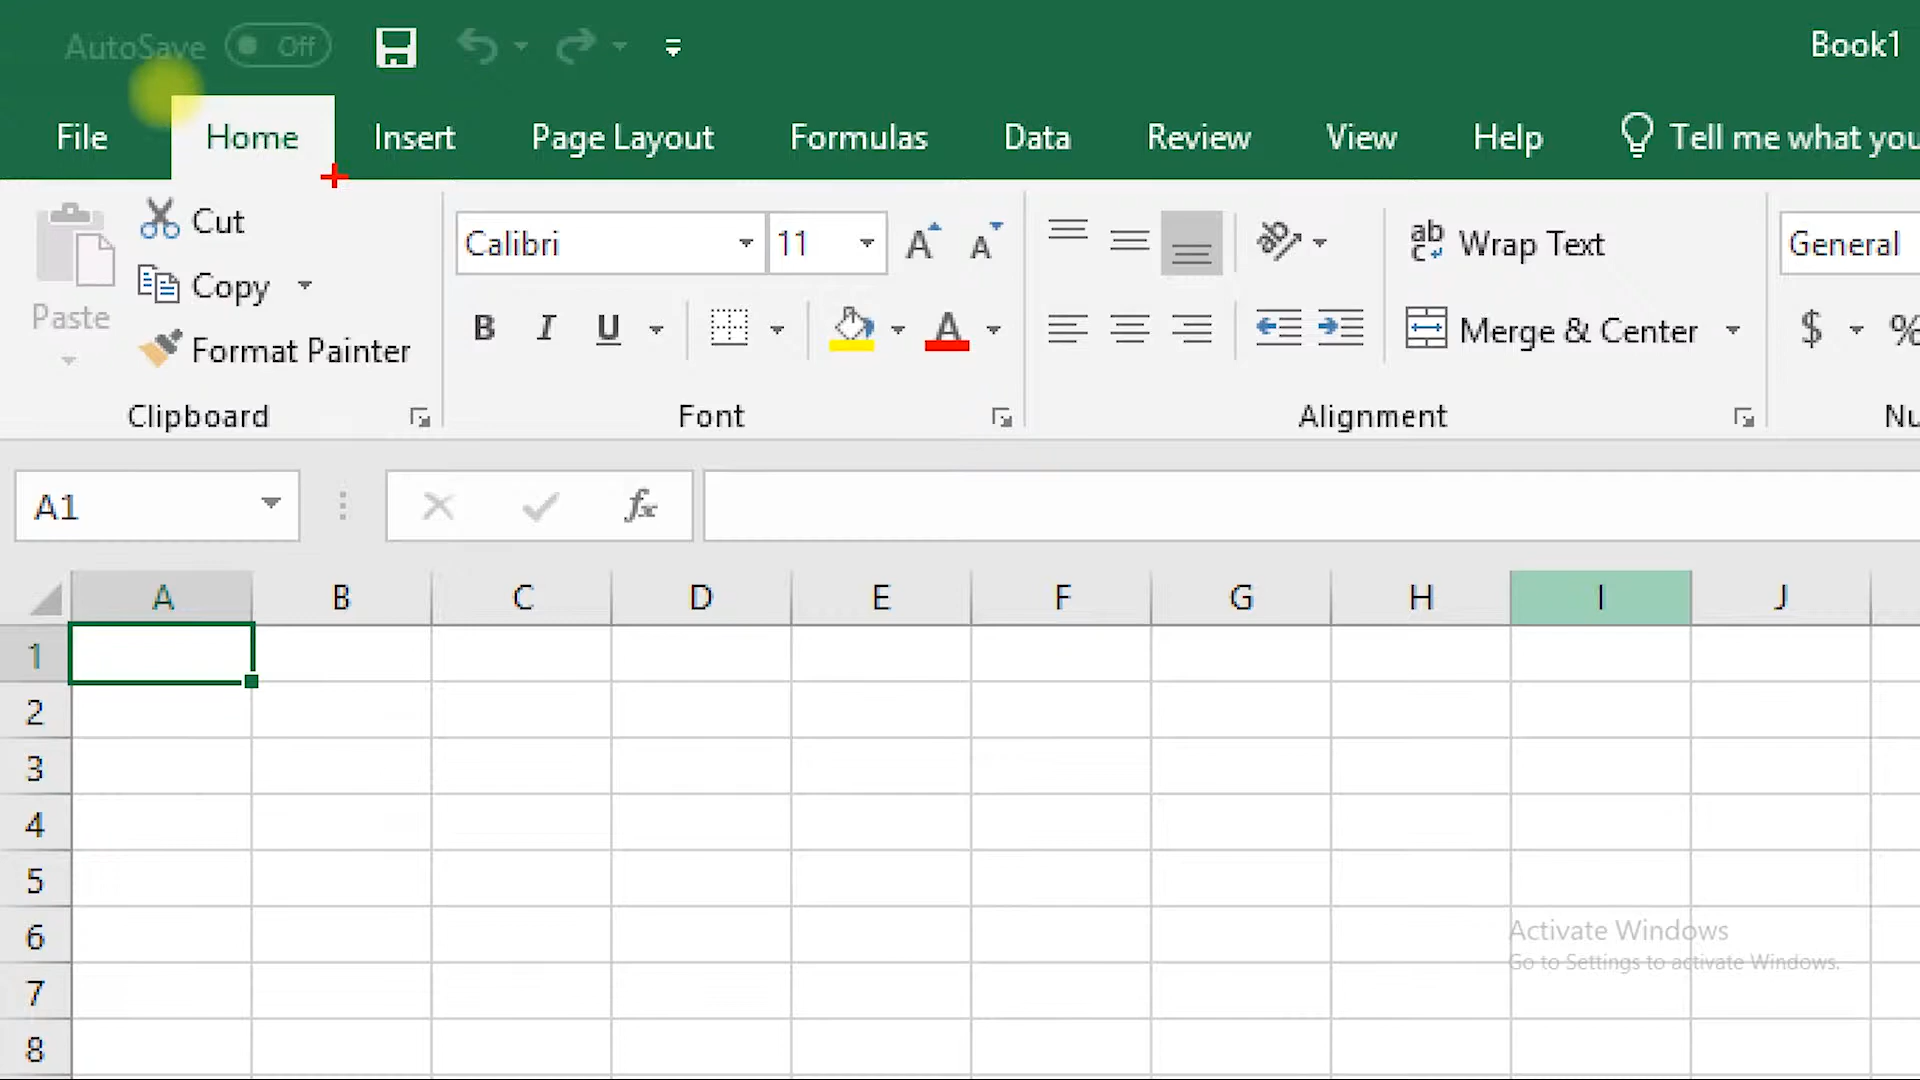 AutoSave Off Book1
File Home Insert Page Layout Formulas Data Review View Help Tell me what you
Paste
Cut
Copy
Format Painter
Clipboard
Calibri 11 A A
B I U A
Font
ab Wrap Text
Merge & Center
Alignment
General
$ %
Nu
A1 fx
A B C D E F G H I J
1
2
3
4
5
6
7
8
Activate Windows
Go to Settings to activate Windows.